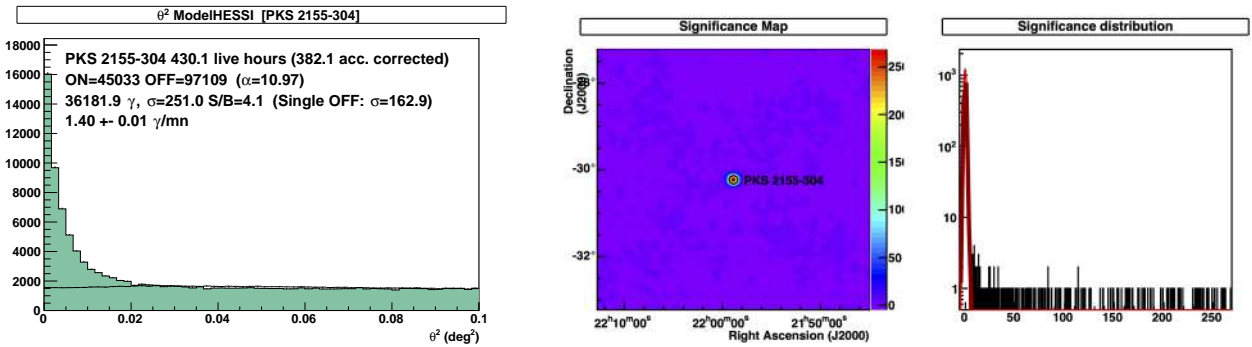 θ² ModelHESSI [PKS 2155-304]
PKS 2155-304 430.1 live hours (382.1 acc. corrected)
ON=45033 OFF=97109 (α=10.97)
36181.9 γ, σ=251.0 S/B=4.1 (Single OFF: σ=162.9)
1.40 +- 0.01 γ/mn
18000
16000
14000
12000
10000
8000
6000
4000
2000
0
0 0.02 0.04 0.06 0.08 0.1
θ² (deg²)
Significance Map
Declination (J2000)
-28°
-30°
-32°
PKS 2155-304
22ʰ10ᵐ00ˢ 22ʰ00ᵐ00ˢ 21ʰ50ᵐ00ˢ
Right Ascension (J2000)
250
200
150
100
50
0
Significance distribution
10³
10²
10
1
0 50 100 150 200 250